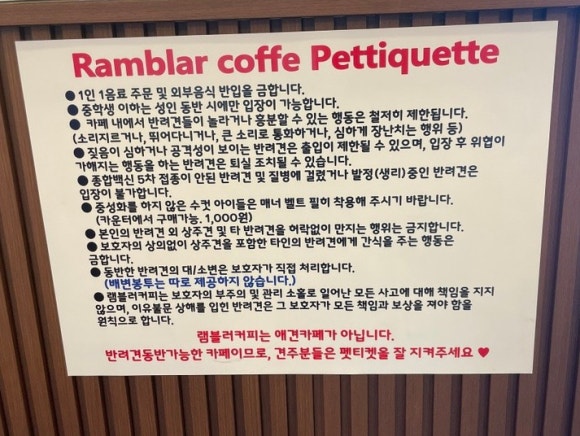 Ramblar coffe Pettiquette
● 1인 1음료 주문 및 외부음식 반입을 금합니다.
● 중학생 이하는 성인 동반 시에만 입장이 가능합니다.
● 카페 내에서 반려견들이 놀라거나 흥분할 수 있는 행동은 철저히 제한됩니다.
(소리지르거나, 뛰어다니거나, 큰 소리로 통화하거나, 심하게 장난치는 행위 등)
● 짖음이 심하거나 공격성이 보이는 반려견은 출입이 제한될 수 있으며, 입장 후 위협이
가해지는 행동을 하는 반려견은 퇴실 조치될 수 있습니다.
● 종합백신 5차 접종이 안된 반려견 및 질병에 걸렸거나 발정(생리)중인 반려견은
입장이 불가합니다.
● 중성화를 하지 않은 수컷 아이들은 매너 벨트 필히 착용해 주시기 바랍니다.
(카운터에서 구매가능. 1,000원)
● 본인의 반려견 외 상주견 및 타 반려견을 허락없이 만지는 행위는 금지합니다.
● 보호자의 상의없이 상주견을 포함한 타인의 반려견에게 간식을 주는 행동은
금합니다.
● 동반한 반려견의 대/소변은 보호자가 직접 처리합니다.
(배변봉투는 따로 제공하지 않습니다.)
● 램블러커피는 보호자의 부주의 및 관리 소홀로 일어난 모든 사고에 대해 책임을 지지
않으며, 이유불문 상해를 입힌 반려견은 그 보호자가 모든 책임과 보상을 져야 함을
원칙으로 합니다.
램블러커피는 애견카페가 아닙니다.
반려견동반가능한 카페이므로, 견주분들은 펫티켓을 잘 지켜주세요 ♥